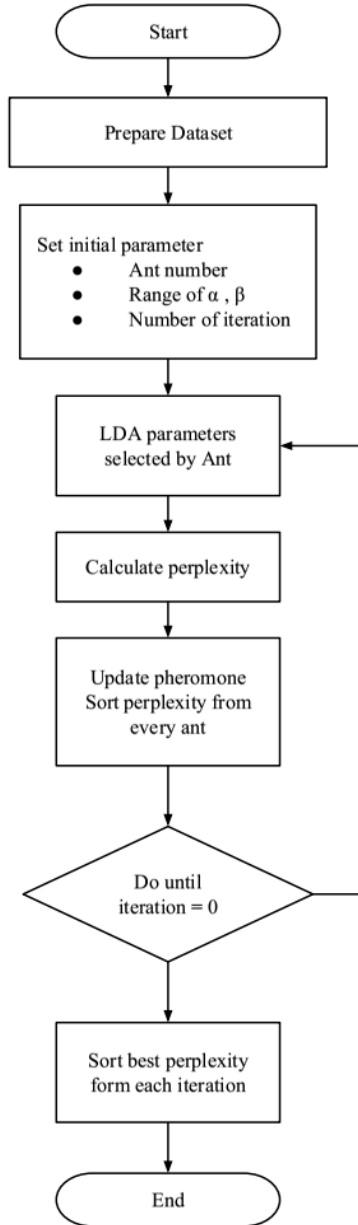 Start
Prepare Dataset
Set initial parameter
● Ant number
● Range of α , β
● Number of iteration
LDA parameters
selected by Ant
Calculate perplexity
Update pheromone
Sort perplexity from
every ant
Do until
iteration = 0
Sort best perplexity
form each iteration
End